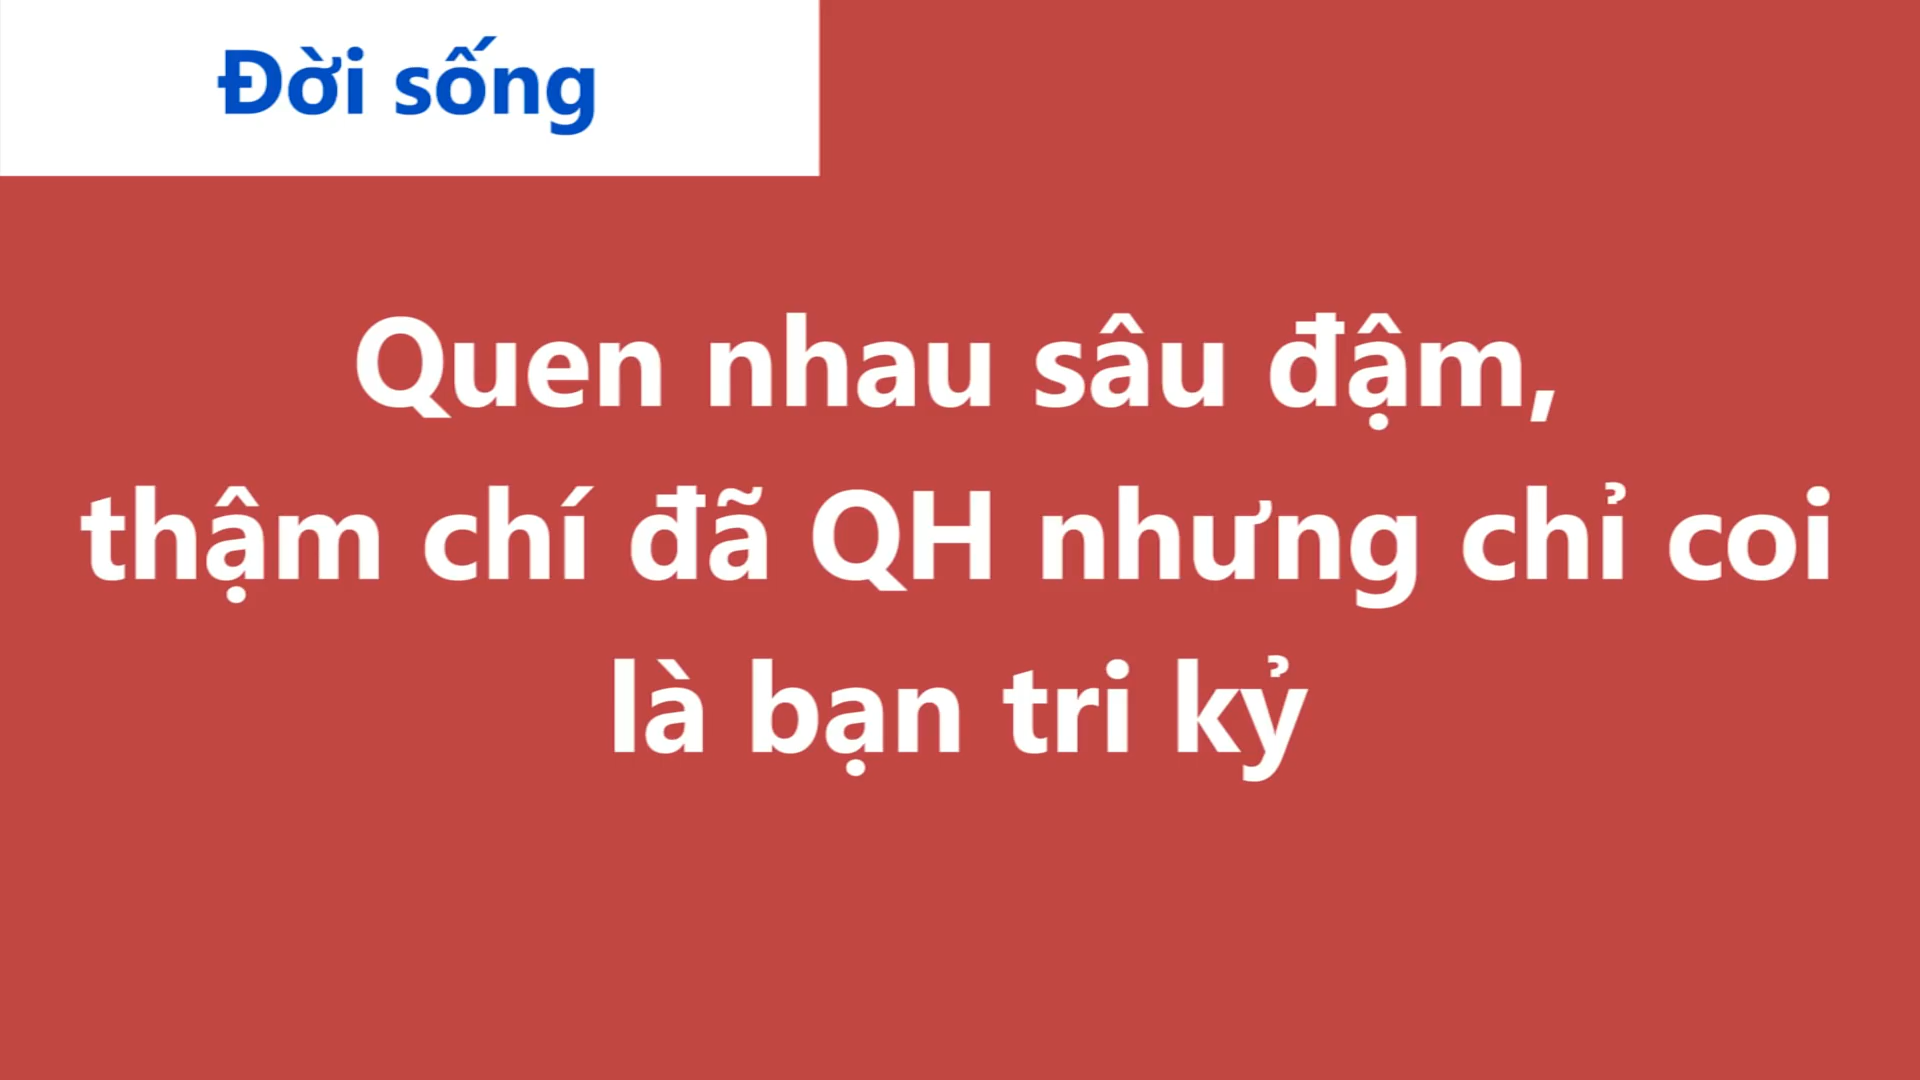 Đời sống
Quen nhau sâu đậm,
thậm chí đã QH nhưng chỉ coi
là bạn tri kỷ